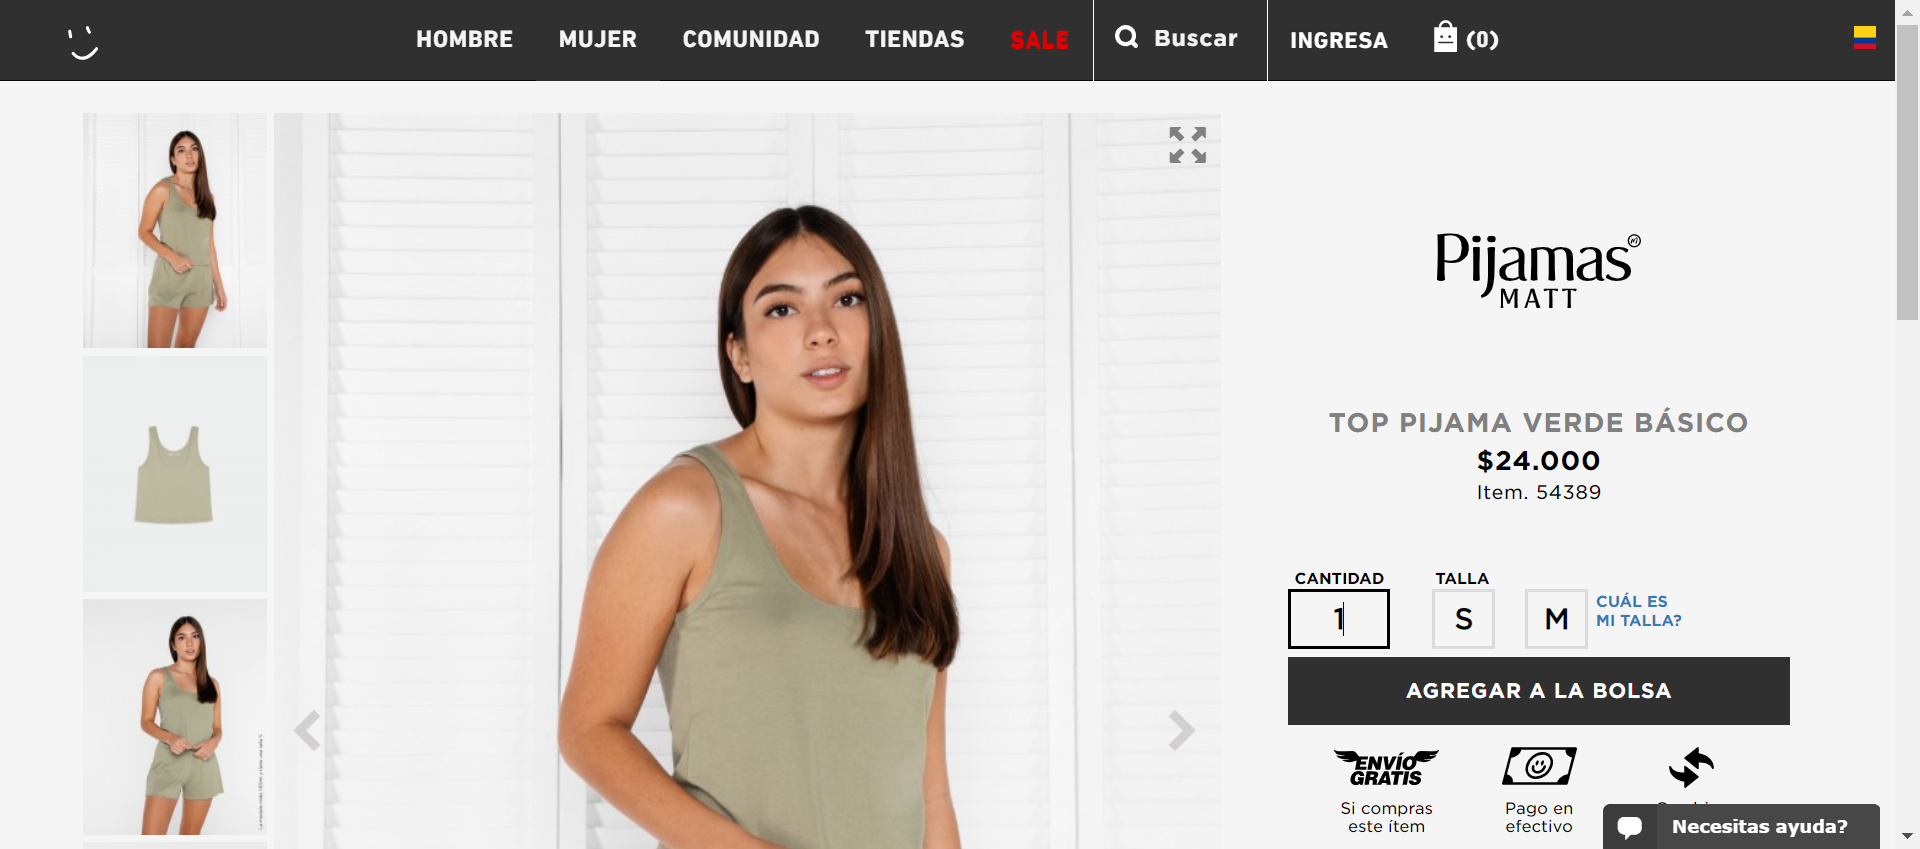 HOMBRE MUJER COMUNIDAD TIENDAS SALE Buscar INGRESA (0)
Pijamas
MATT
TOP PIJAMA VERDE BÁSICO
$24.000
Item. 54389
CANTIDAD TALLA
1 S M CUÁL ES
MI TALLA?
AGREGAR A LA BOLSA
ENVÍO
GRATIS
Si compras
este ítem
Pago en
efectivo
Necesitas ayuda?